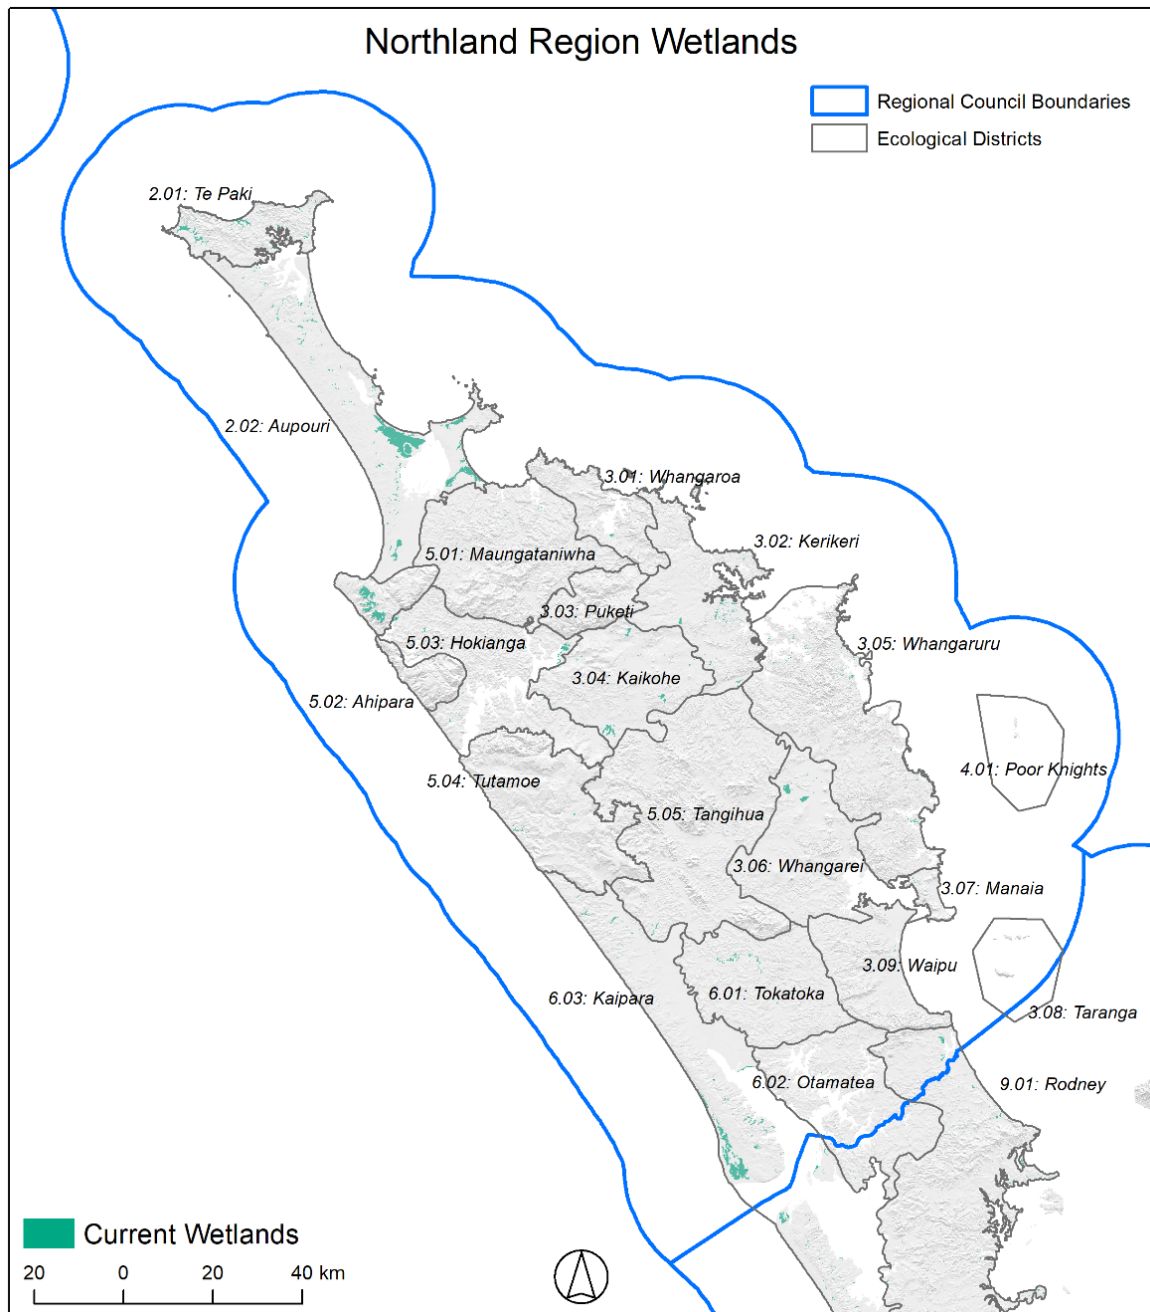 Northland Region Wetlands
Regional Council Boundaries
Ecological Districts
2.01: Te Paki
2.02: Aupouri
3.01: Whangaroa
3.02: Kerikeri
5.01: Maungataniwha
3.03: Puketi
5.03: Hokianga
3.05: Whangaruru
3.04: Kaikohe
5.02: Ahipara
4.01: Poor Knights
5.04: Tutamoe
5.05: Tangihua
3.06: Whangarei
3.07: Manaia
3.09: Waipu
6.03: Kaipara
6.01: Tokatoka
3.08: Taranga
6.02: Otamatea
9.01: Rodney
Current Wetlands
20 0 20 40 km